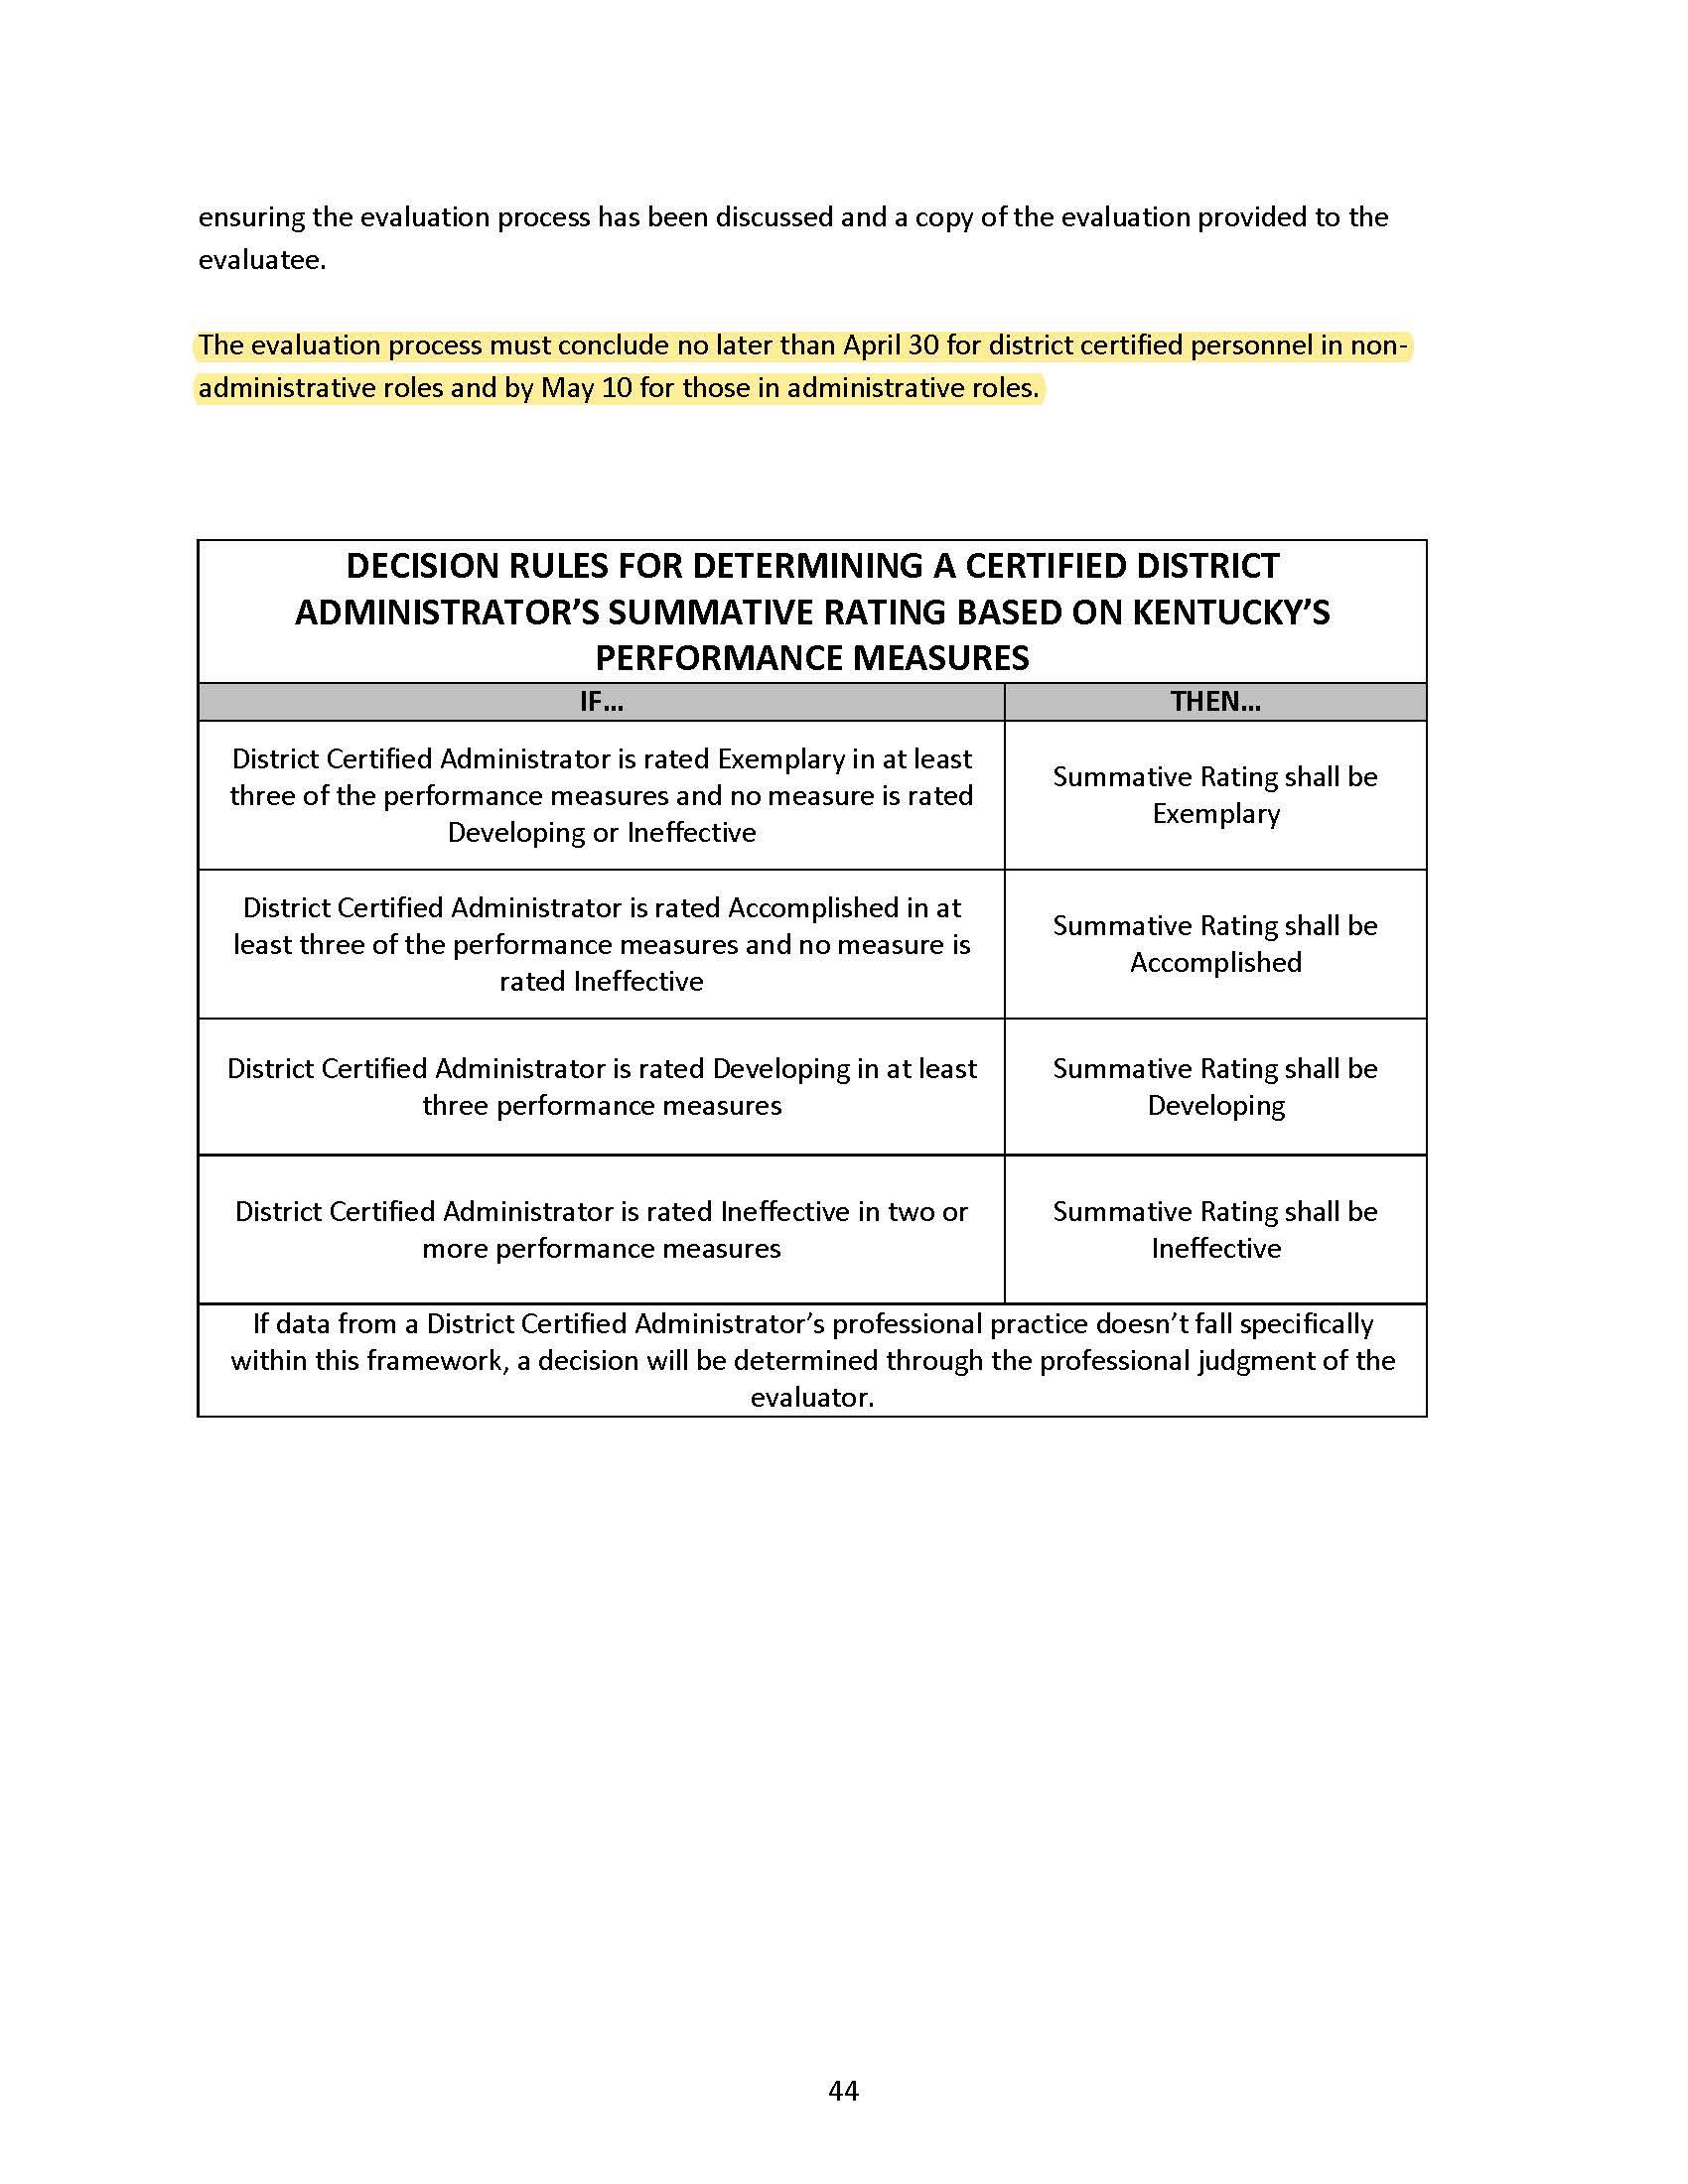 ensuring the evaluation process has been discussed and a copy of the evaluation provided to the
evaluatee.
The evaluation process must conclude no later than April 30 for district certified personnel in non-
administrative roles and by May 10 for those in administrative roles.
DECISION RULES FOR DETERMINING A CERTIFIED DISTRICT
ADMINISTRATOR’S SUMMATIVE RATING BASED ON KENTUCKY’S
PERFORMANCE MEASURES
IF…
THEN…
District Certified Administrator is rated Exemplary in at least
three of the performance measures and no measure is rated
Developing or Ineffective
Summative Rating shall be
Exemplary
District Certified Administrator is rated Accomplished in at
least three of the performance measures and no measure is
rated Ineffective
Summative Rating shall be
Accomplished
District Certified Administrator is rated Developing in at least
three performance measures
Summative Rating shall be
Developing
District Certified Administrator is rated Ineffective in two or
more performance measures
Summative Rating shall be
Ineffective
If data from a District Certified Administrator’s professional practice doesn’t fall specifically
within this framework, a decision will be determined through the professional judgment of the
evaluator.
44